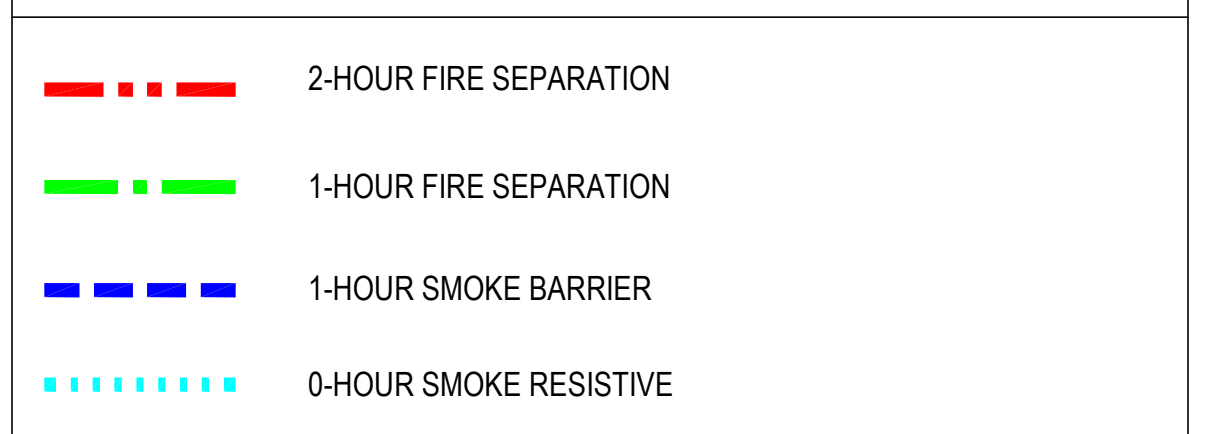 2-HOUR FIRE SEPARATION
1-HOUR FIRE SEPARATION
1-HOUR SMOKE BARRIER
0-HOUR SMOKE RESISTIVE